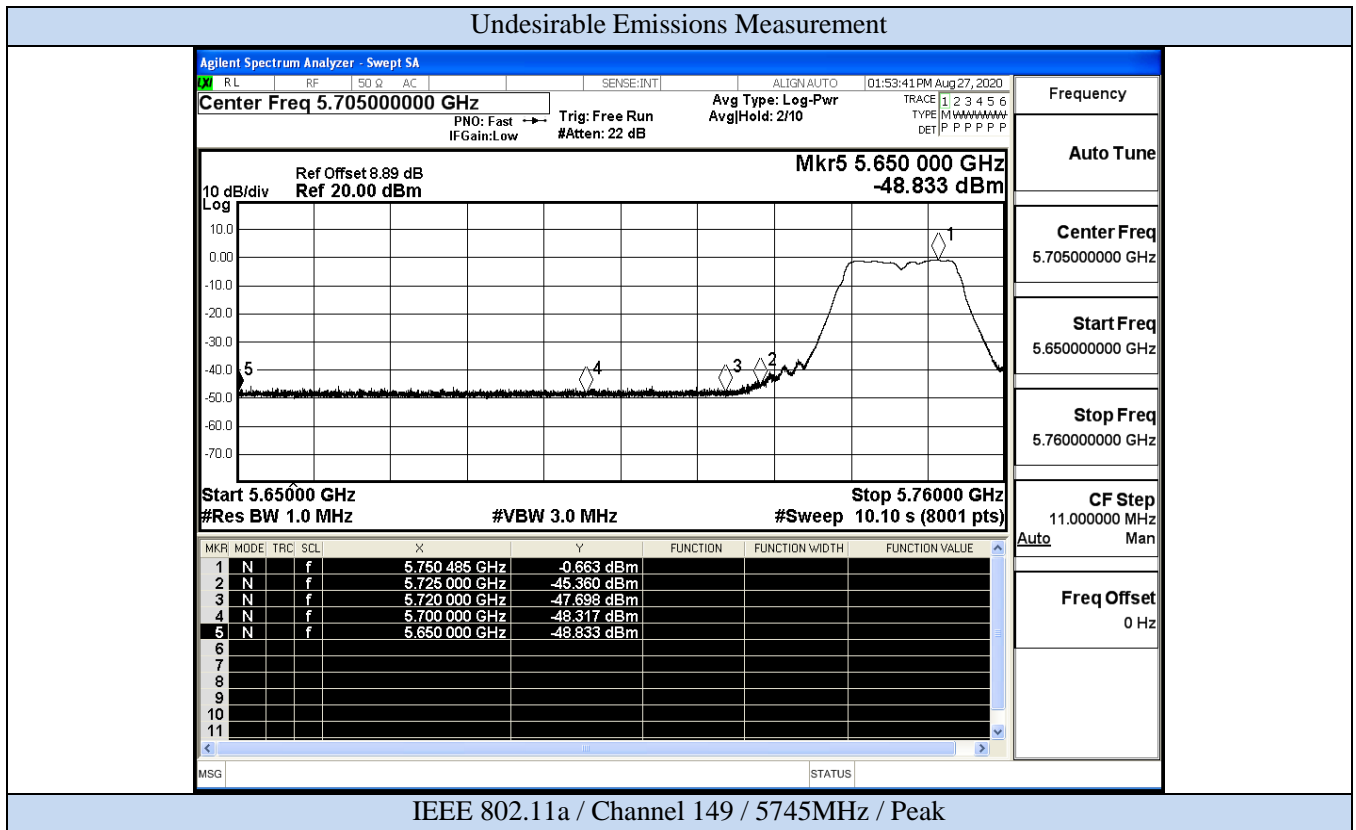 Undesirable Emissions Measurement
Agilent Spectrum Analyzer - Swept SA
LXI RL RF 50 Ω AC SENSE:INT ALIGN AUTO 01:53:41 PM Aug 27, 2020
Center Freq 5.705000000 GHz
PNO: Fast
IFGain:Low
Trig: Free Run
#Atten: 22 dB
Avg Type: Log-Pwr
Avg|Hold: 2/10
TRACE 1 2 3 4 5 6
TYPE M W W W W W
DET P P P P P P
Ref Offset 8.89 dB
10 dB/div Ref 20.00 dBm
Log
Mkr5 5.650 000 GHz
-48.833 dBm
10.0
0.00
-10.0
-20.0
-30.0
-40.0
-50.0
-60.0
-70.0
1
2
3
4
5
Start 5.65000 GHz Stop 5.76000 GHz
#Res BW 1.0 MHz #VBW 3.0 MHz #Sweep 10.10 s (8001 pts)
MKR MODE TRC SCL X Y FUNCTION FUNCTION WIDTH FUNCTION VALUE
1 N f 5.750 485 GHz -0.663 dBm
2 N f 5.725 000 GHz -45.360 dBm
3 N f 5.720 000 GHz -47.698 dBm
4 N f 5.700 000 GHz -48.317 dBm
5 N f 5.650 000 GHz -48.833 dBm
6
7
8
9
10
11
MSG STATUS
Frequency
Auto Tune
Center Freq
5.705000000 GHz
Start Freq
5.650000000 GHz
Stop Freq
5.760000000 GHz
CF Step
11.000000 MHz
Auto Man
Freq Offset
0 Hz
IEEE 802.11a / Channel 149 / 5745MHz / Peak